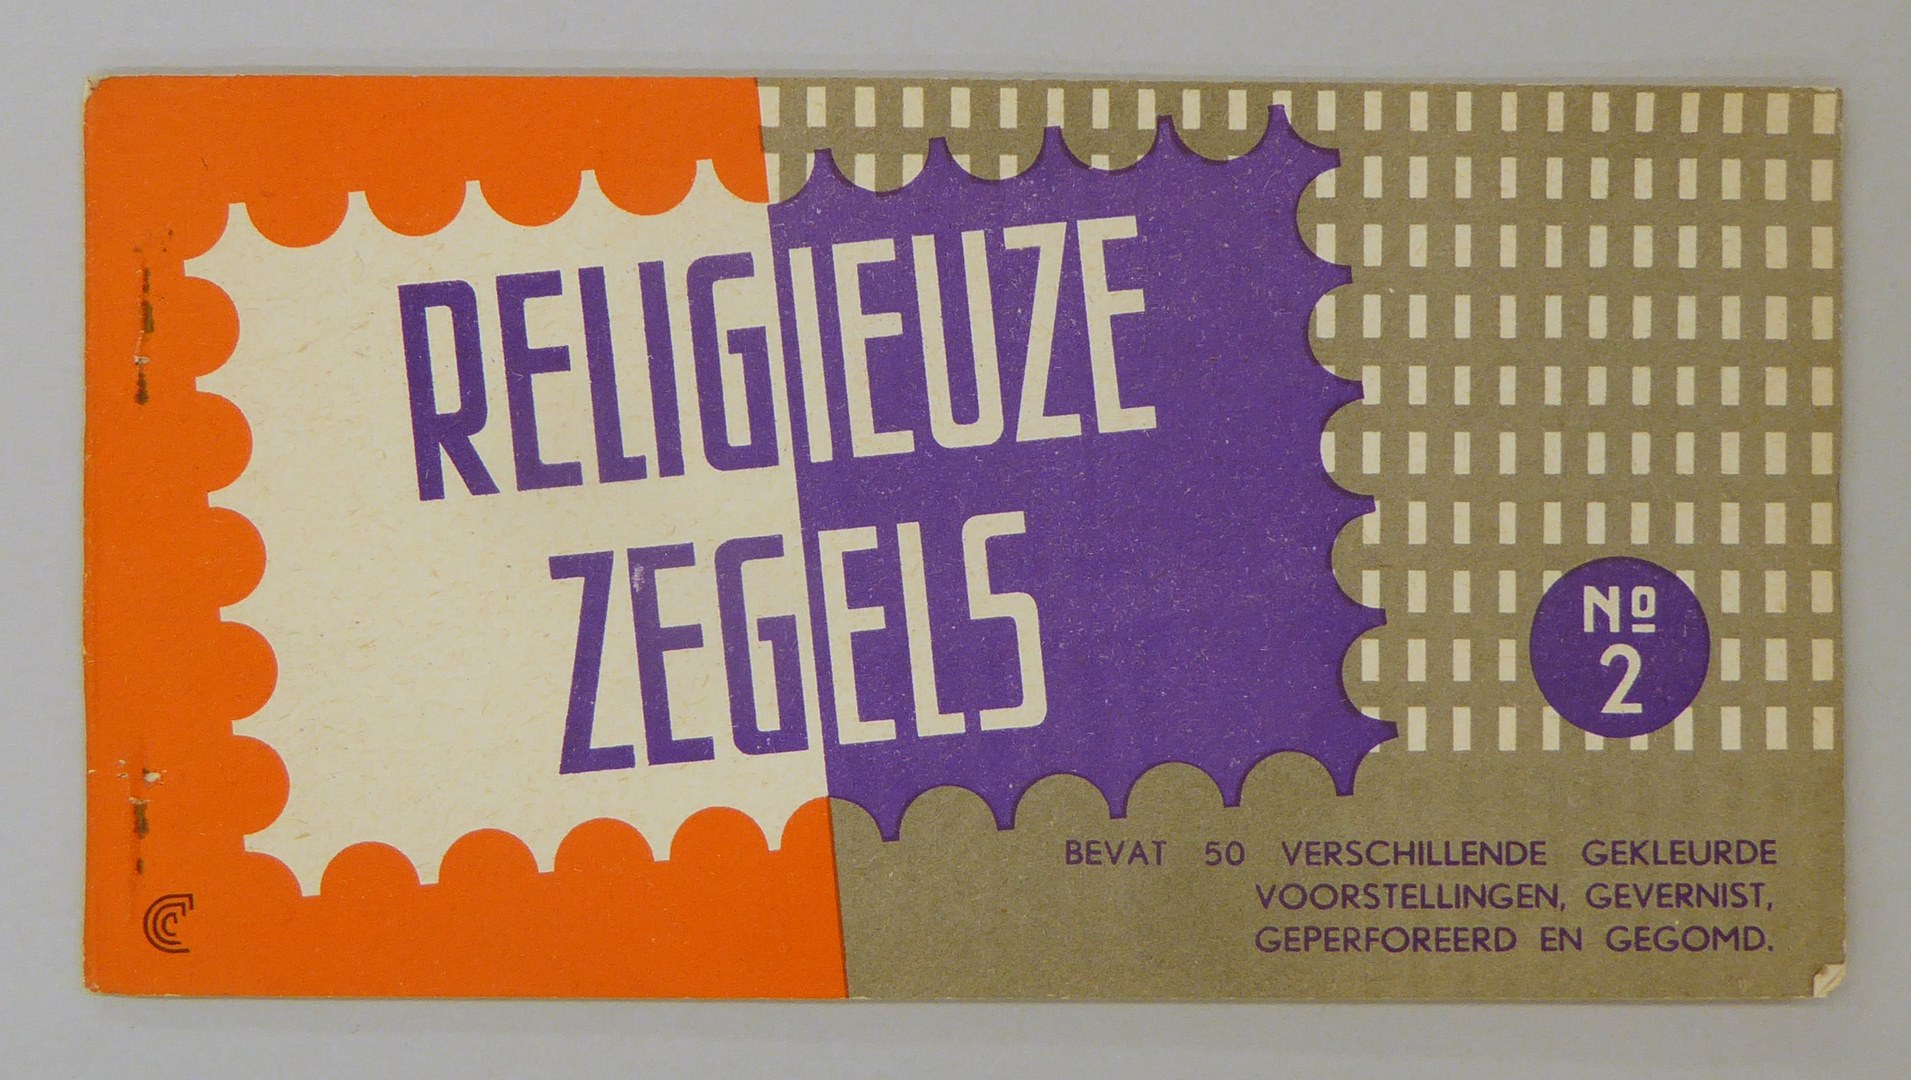 RELIGIEUZE
ZEGELS
Nº
2
BEVAT 50 VERSCHILLENDE GEKLEURDE
VOORSTELLINGEN, GEVERNIST,
GEPERFOREERD EN GEGOMD.